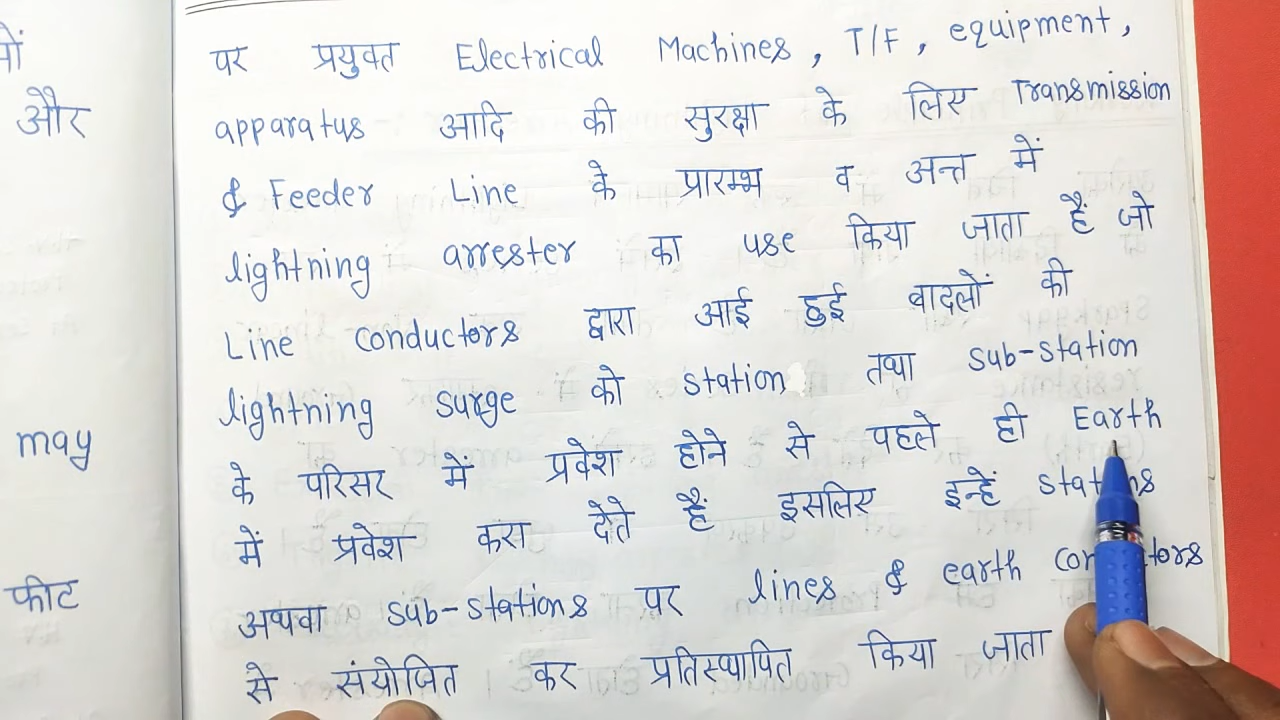 और
may
फीट
पर प्रयुक्त Electrical Machines, T/F, equipment,
apparatus आदि की सुरक्षा के लिए Transmission
& Feeder Line के प्रारम्भ व अन्त में
lightning arrester का use किया जाता हैं जो
Line Conductors द्वारा आई हुई बादलों की
lightning surge को station तथा sub-station
के परिसर में प्रवेश होने से पहले ही Earth
में प्रवेश करा देते हैं इसलिए इन्हें
अथवा sub-stations पर lines & earth
से संयोजित कर प्रतिस्थापित किया जाता